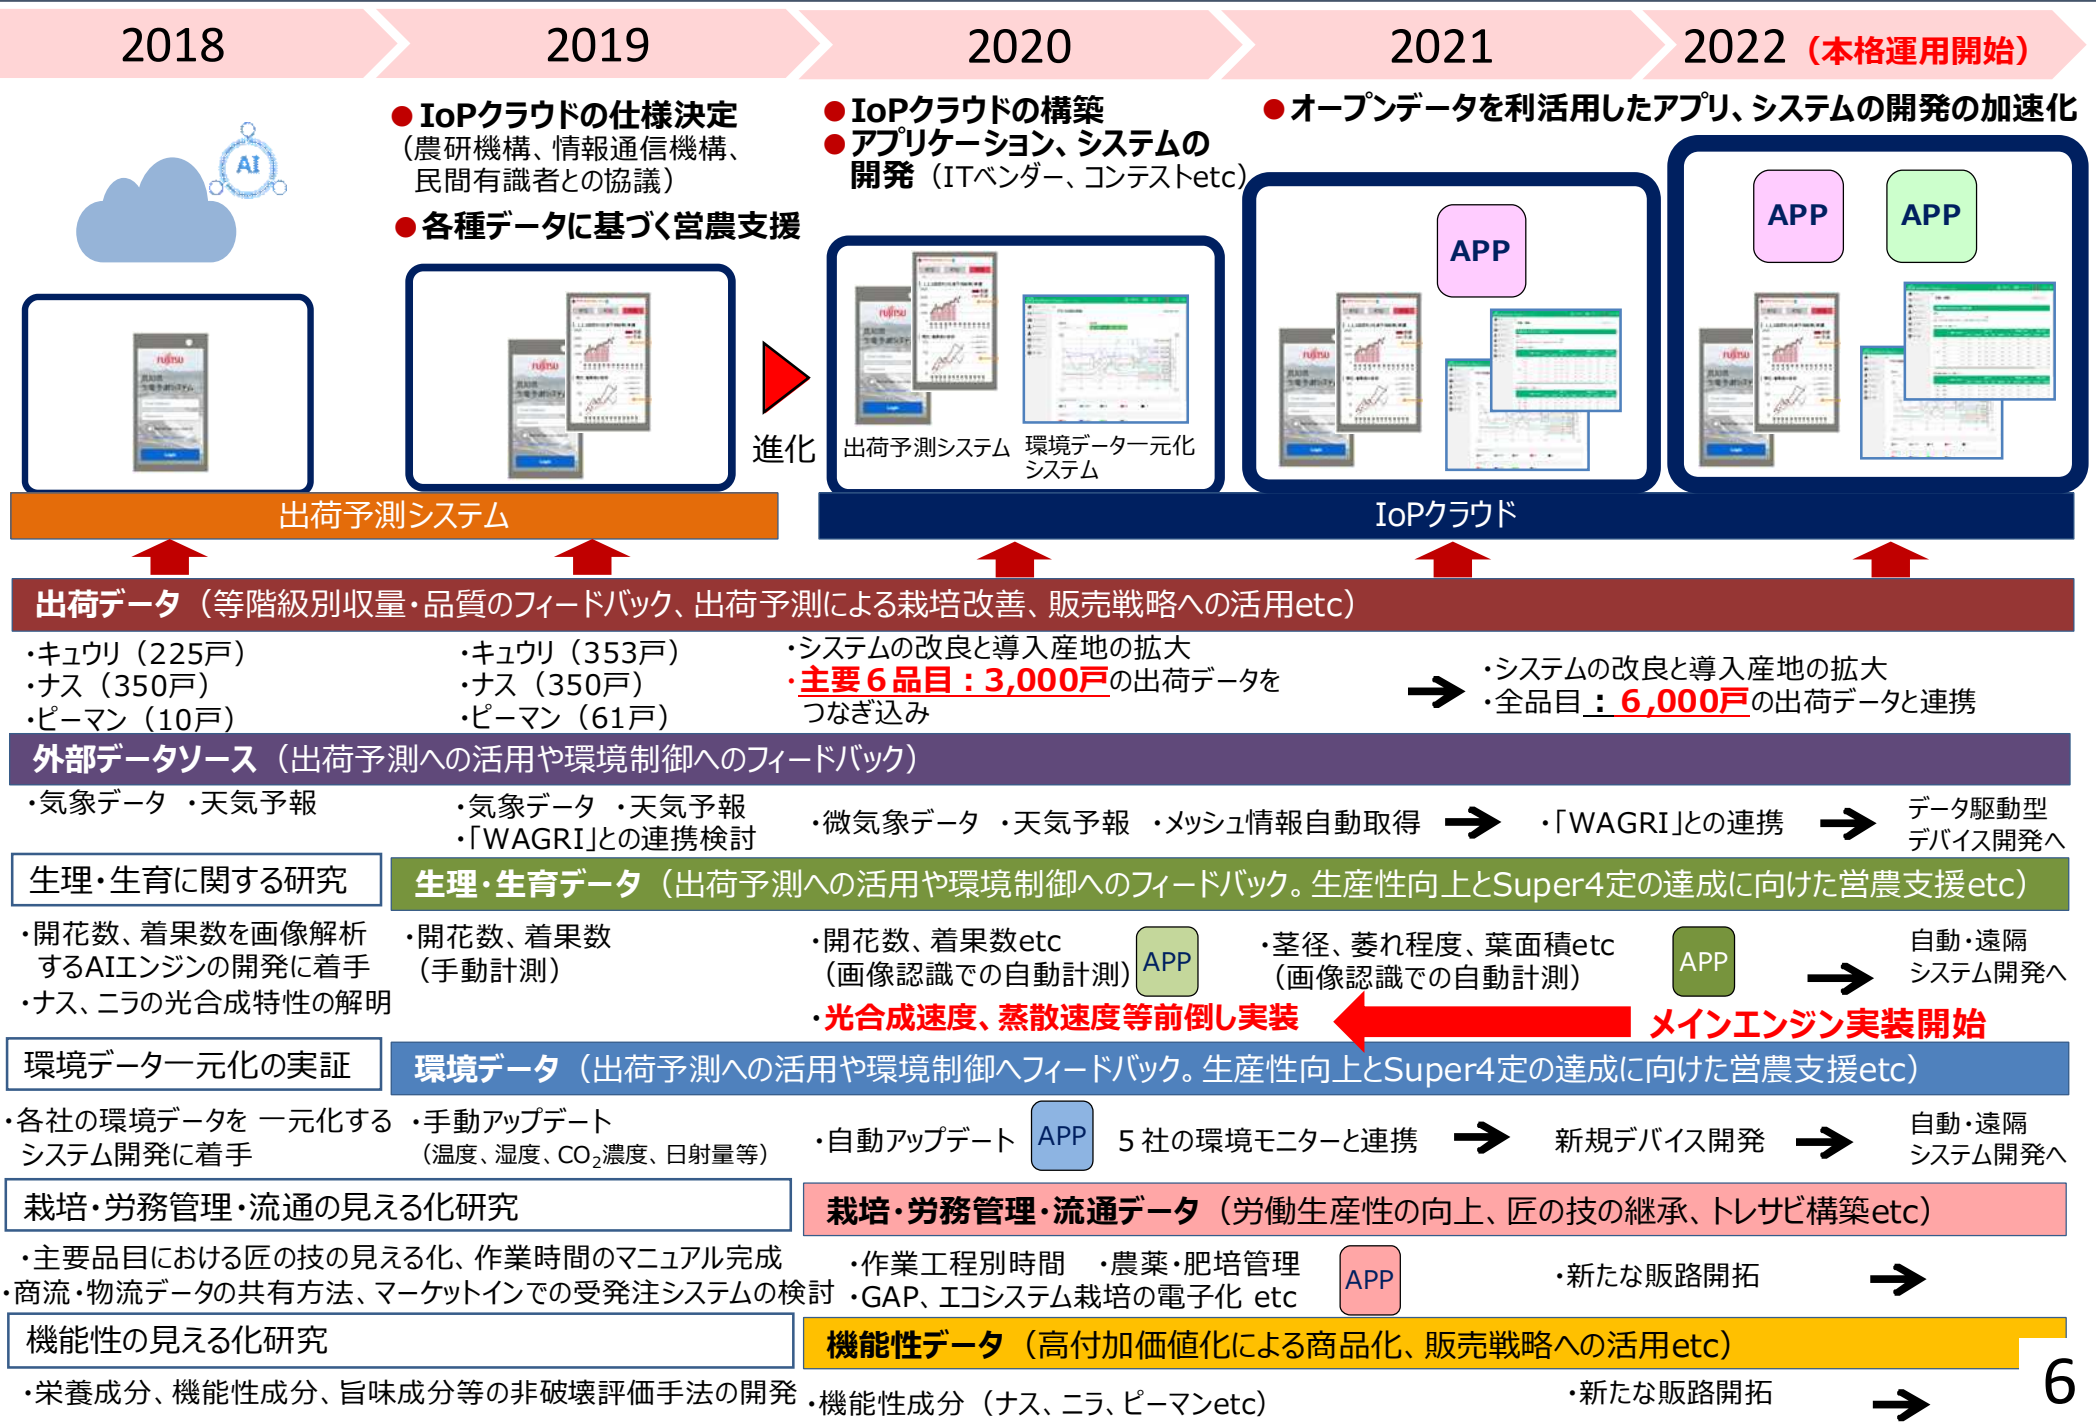 2018
2019
2020
2021
2022（本格運用開始）
AI
●IoPクラウドの仕様決定
（農研機構、情報通信機構、
民間有識者との協議）
●各種データに基づく営農支援
●IoPクラウドの構築
●アプリケーション、システムの
開発（ITベンダー、コンテストetc）
●オープンデータを利活用したアプリ、システムの開発の加速化
APP
APP
APP
FUJITSU
高知県
出荷予測システム
Login
FUJITSU
Login
進化
FUJITSU
Login
出荷予測システム
環境データ一元化
システム
FUJITSU
Login
FUJITSU
Login
出荷予測システム
IoPクラウド
出荷データ（等階級別収量・品質のフィードバック、出荷予測による栽培改善、販売戦略への活用etc）
・キュウリ（225戸）
・ナス（350戸）
・ピーマン（10戸）
・キュウリ（353戸）
・ナス（350戸）
・ピーマン（61戸）
・システムの改良と導入産地の拡大
・主要６品目：3,000戸の出荷データを
つなぎ込み
・システムの改良と導入産地の拡大
・全品目：６,000戸の出荷データと連携
外部データソース（出荷予測への活用や環境制御へのフィードバック）
・気象データ ・天気予報
・気象データ ・天気予報
・「WAGRI」との連携検討
・微気象データ ・天気予報 ・メッシュ情報自動取得
・「WAGRI」との連携
データ駆動型
デバイス開発へ
生理・生育に関する研究
生理・生育データ（出荷予測への活用や環境制御へのフィードバック。生産性向上とSuper4定の達成に向けた営農支援etc）
・開花数、着果数を画像解析
するAIエンジンの開発に着手
・ナス、ニラの光合成特性の解明
・開花数、着果数
（手動計測）
・開花数、着果数etc
（画像認識での自動計測）
APP
・光合成速度、蒸散速度等前倒し実装
・茎径、萎れ程度、葉面積etc
（画像認識での自動計測）
APP
自動・遠隔
システム開発へ
メインエンジン実装開始
環境データ一元化の実証
環境データ（出荷予測への活用や環境制御へフィードバック。生産性向上とSuper4定の達成に向けた営農支援etc）
・各社の環境データを 一元化する
システム開発に着手
・手動アップデート
（温度、湿度、CO₂濃度、日射量等）
・自動アップデート
APP
５社の環境モニターと連携
新規デバイス開発
自動・遠隔
システム開発へ
栽培・労務管理・流通の見える化研究
栽培・労務管理・流通データ（労働生産性の向上、匠の技の継承、トレサビ構築etc）
・主要品目における匠の技の見える化、作業時間のマニュアル完成
・商流・物流データの共有方法、マーケットインでの受発注システムの検討
・作業工程別時間 ・農薬・肥培管理
・GAP、エコシステム栽培の電子化 etc
APP
・新たな販路開拓
機能性の見える化研究
機能性データ（高付加価値化による商品化、販売戦略への活用etc）
・栄養成分、機能性成分、旨味成分等の非破壊評価手法の開発
・機能性成分（ナス、ニラ、ピーマンetc）
・新たな販路開拓
6